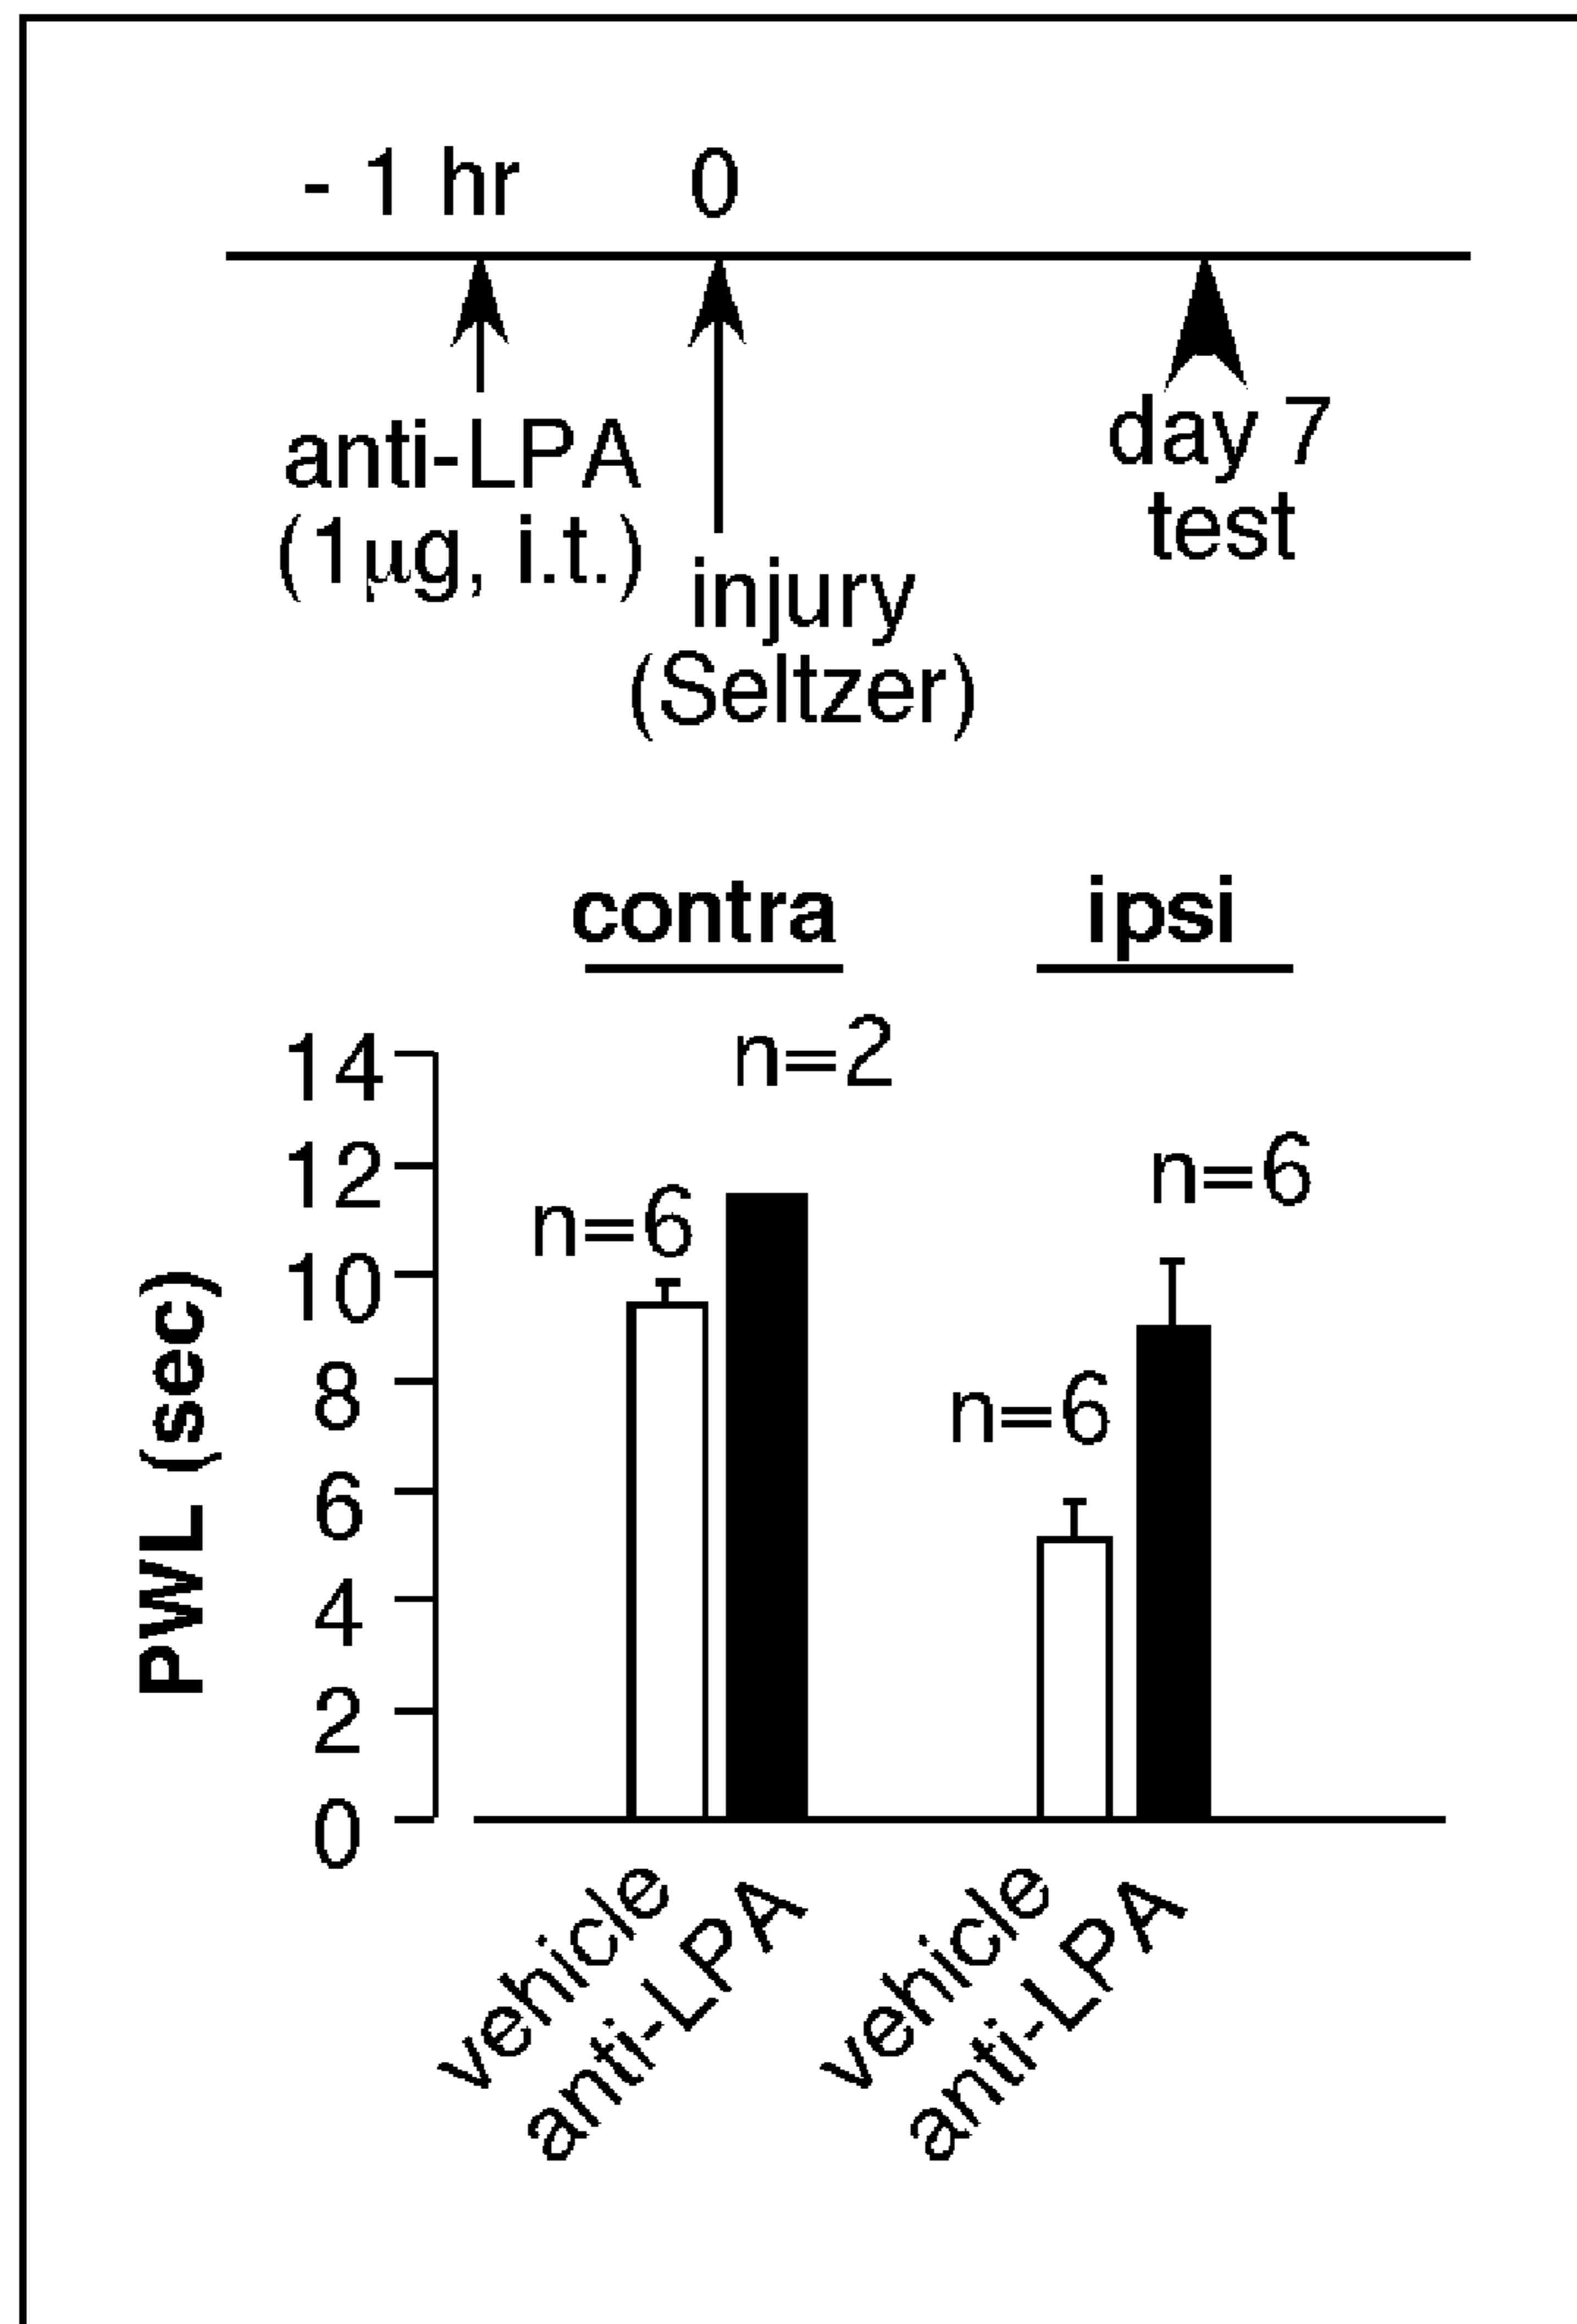 - 1 hr
0
anti-LPA
(1μg, i.t.)
injury
(Seltzer)
day 7
test
contra
ipsi
n=2
n=6
n=6
n=6
14
12
10
8
6
4
2
0
PWL (sec)
vehicle
anti-LPA
vehicle
anti-LPA